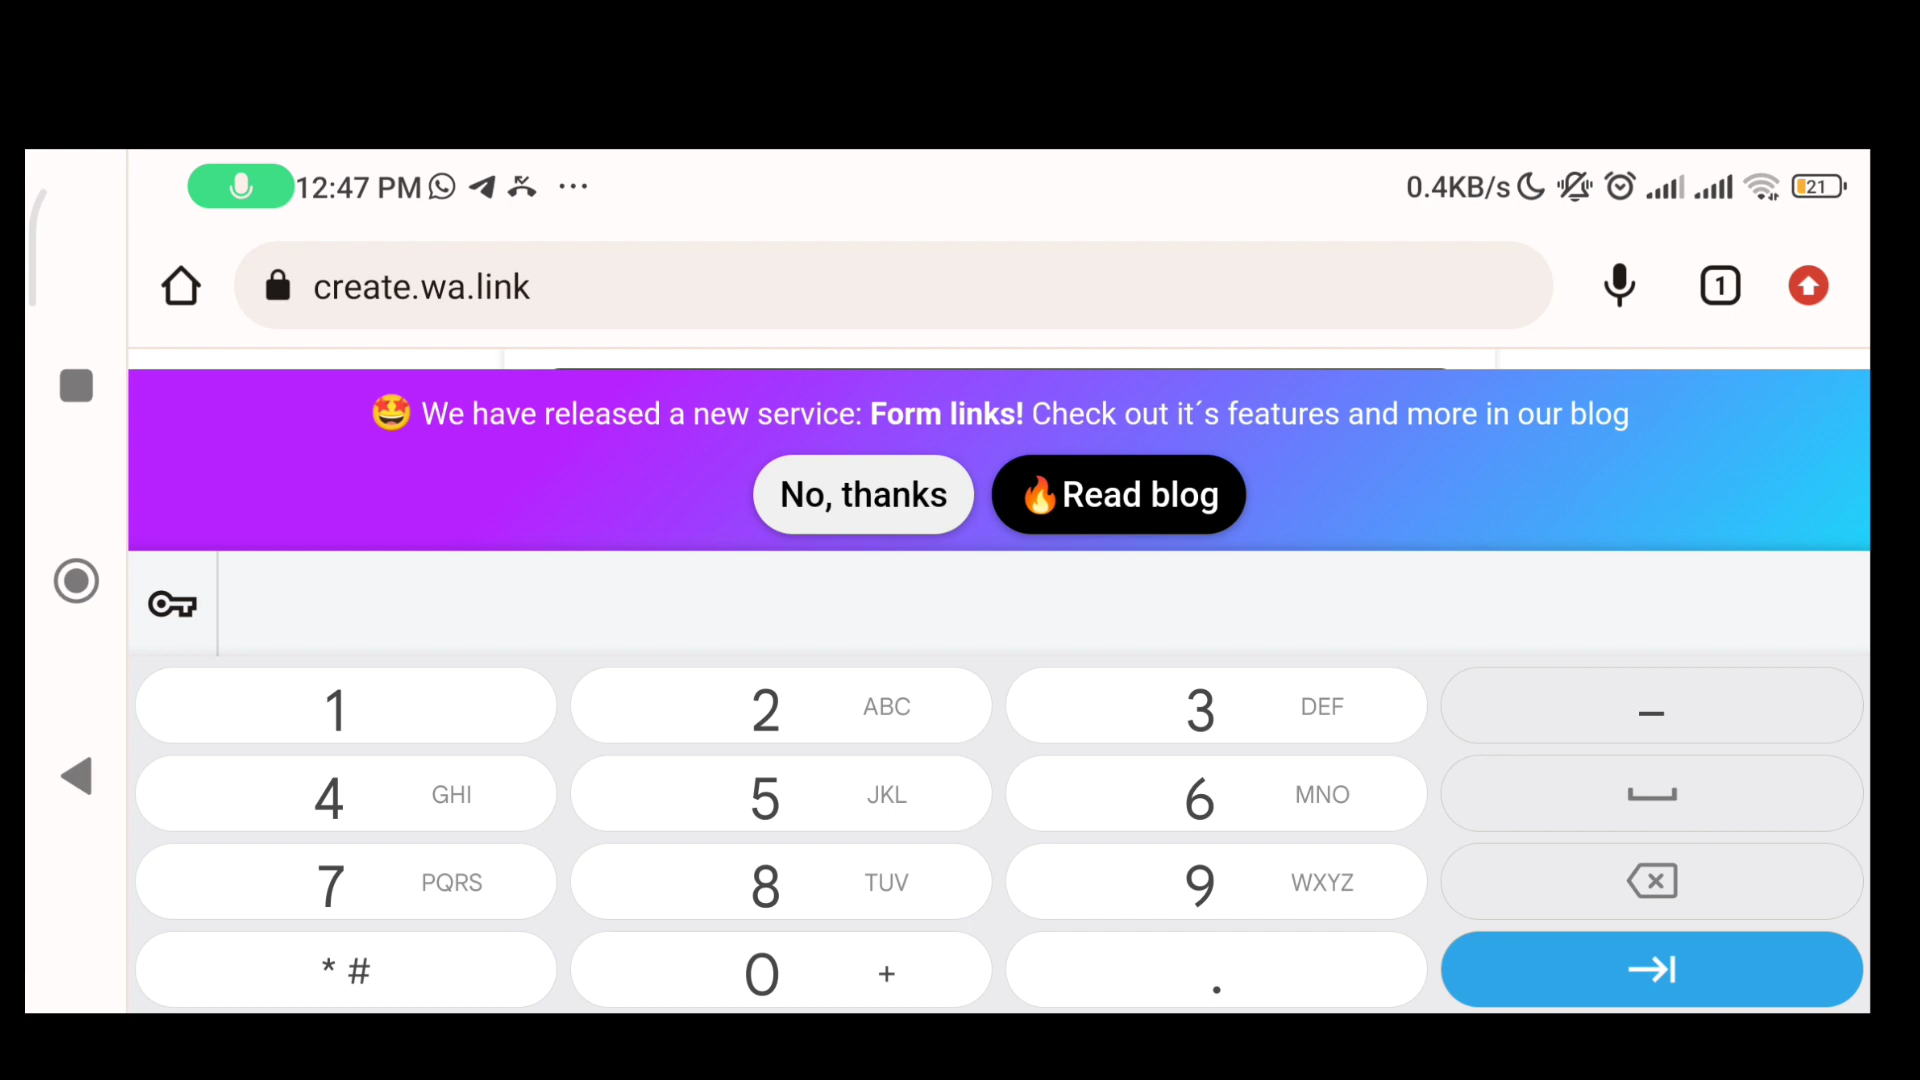 12:47 PM ... 0.4KB/s 21
create.wa.link 1
🤩 We have released a new service: Form links! Check out it´s features and more in our blog
No, thanks 🔥Read blog
1 2 ABC 3 DEF –
4 GHI 5 JKL 6 MNO
7 PQRS 8 TUV 9 WXYZ
* # 0 + .